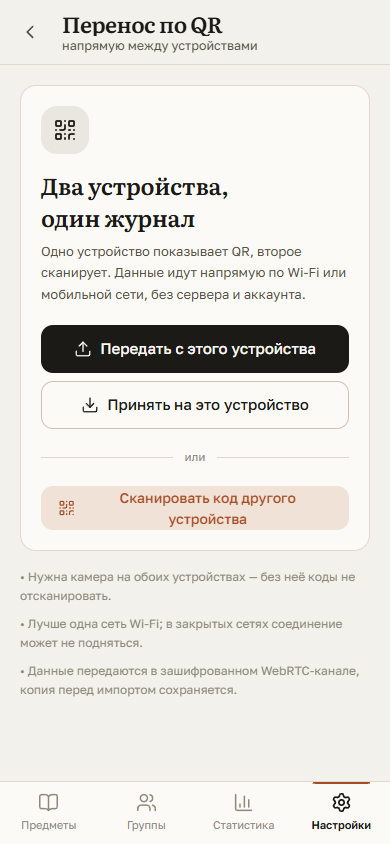 Перенос по QR
напрямую между устройствами
Два устройства,
один журнал
Одно устройство показывает QR, второе
сканирует. Данные идут напрямую по Wi-Fi или
мобильной сети, без сервера и аккаунта.
Передать с этого устройства
Принять на это устройство
или
Сканировать код другого
устройства
• Нужна камера на обоих устройствах — без неё коды не
отсканировать.
• Лучше одна сеть Wi-Fi; в закрытых сетях соединение
может не подняться.
• Данные передаются в зашифрованном WebRTC-канале,
копия перед импортом сохраняется.
Предметы
Группы
Статистика
Настройки